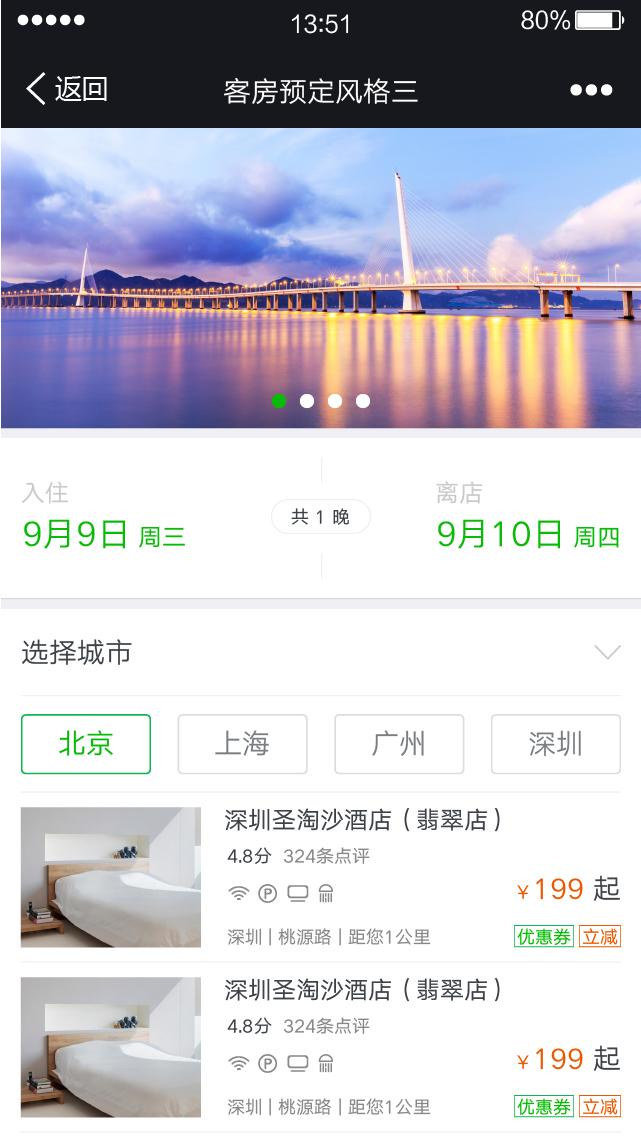 13:51
80%
返回
客房预定风格三
入住
离店
9月9日 周三
共 1 晚
9月10日 周四
选择城市
北京
上海
广州
深圳
深圳圣淘沙酒店（翡翠店）
4.8分 324条点评
P
¥199 起
深圳 | 桃源路 | 距您1公里
优惠券 立减
深圳圣淘沙酒店（翡翠店）
4.8分 324条点评
P
¥199 起
深圳 | 桃源路 | 距您1公里
优惠券 立减